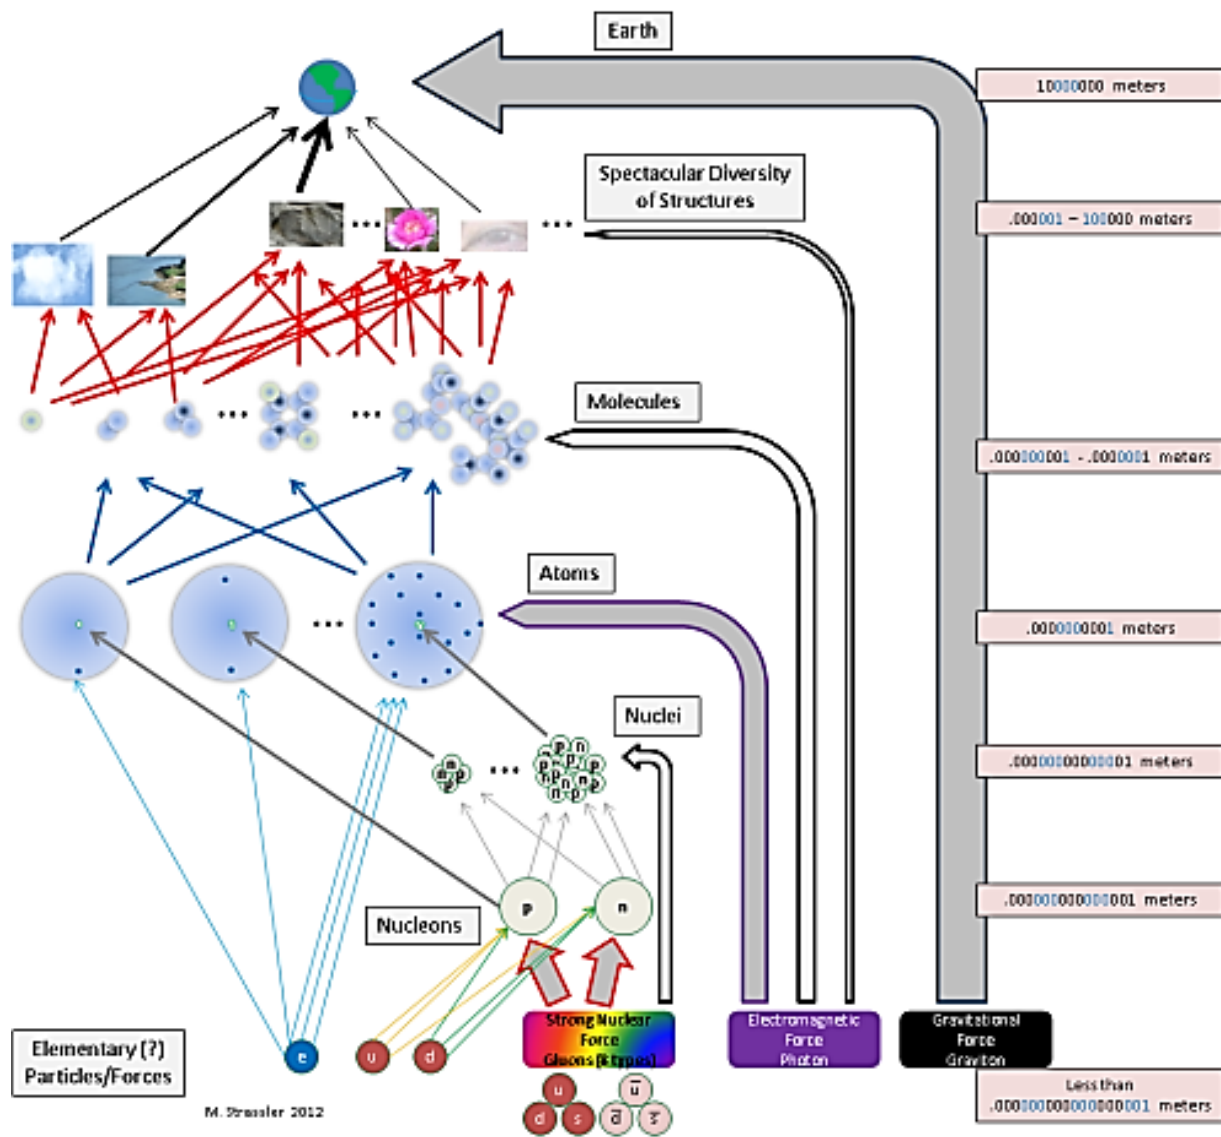 Earth
10000000 meters
Spectacular Diversity
of Structures
.000001 – 100000 meters
Molecules
.000000001 - .0000001 meters
Atoms
.0000000001 meters
Nuclei
.00000000000001 meters
p n
n p
p
n
.000000000000001 meters
Nucleons
Elementary (?)
Particles/Forces
e
u
d
Strong Nuclear
Force
Gluons (8 types)
Electromagnetic
Force
Photon
Gravitational
Force
Graviton
Less than
.000000000000000001 meters
u
d s
u̅
d̅ s̅
M. Strassler 2012